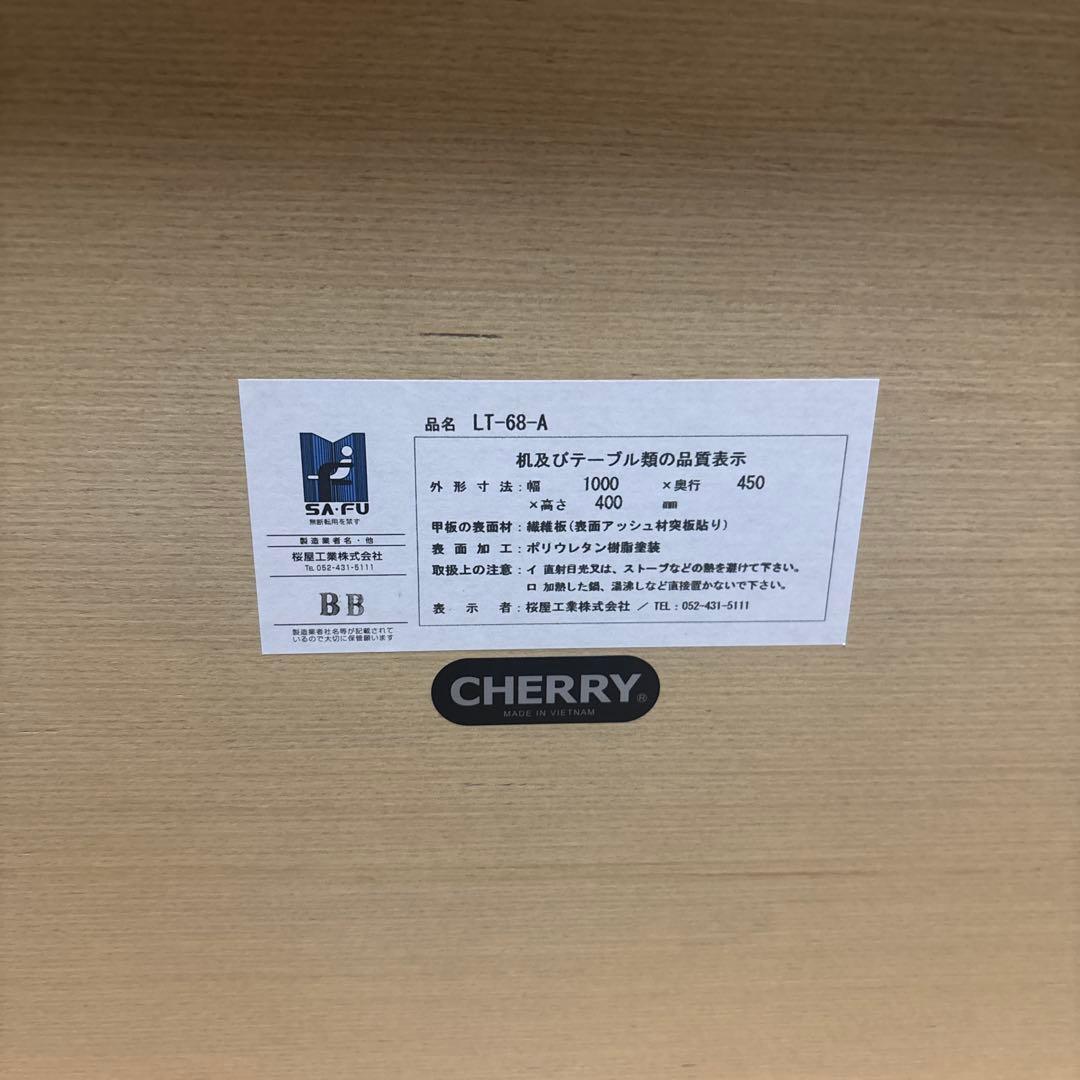 SA・FU
無断転用を禁ず
製造業者名・他
桜屋工業株式会社
TEL 052-431-5111
BB
製造業者社名等が記載されて
いるので大切に保管願います
品名 LT-68-A
机及びテーブル類の品質表示
外形寸法:幅 1000 ×奥行 450
×高さ 400 mm
甲板の表面材:繊維板(表面アッシュ材突板貼り)
表面加工:ポリウレタン樹脂塗装
取扱上の注意:イ 直射日光又は、ストーブなどの熱を避けて下さい。
ロ 加熱した鍋、湯沸しなど直接置かないで下さい。
表示者:桜屋工業株式会社 / TEL:052-431-5111
CHERRY®
MADE IN VIETNAM